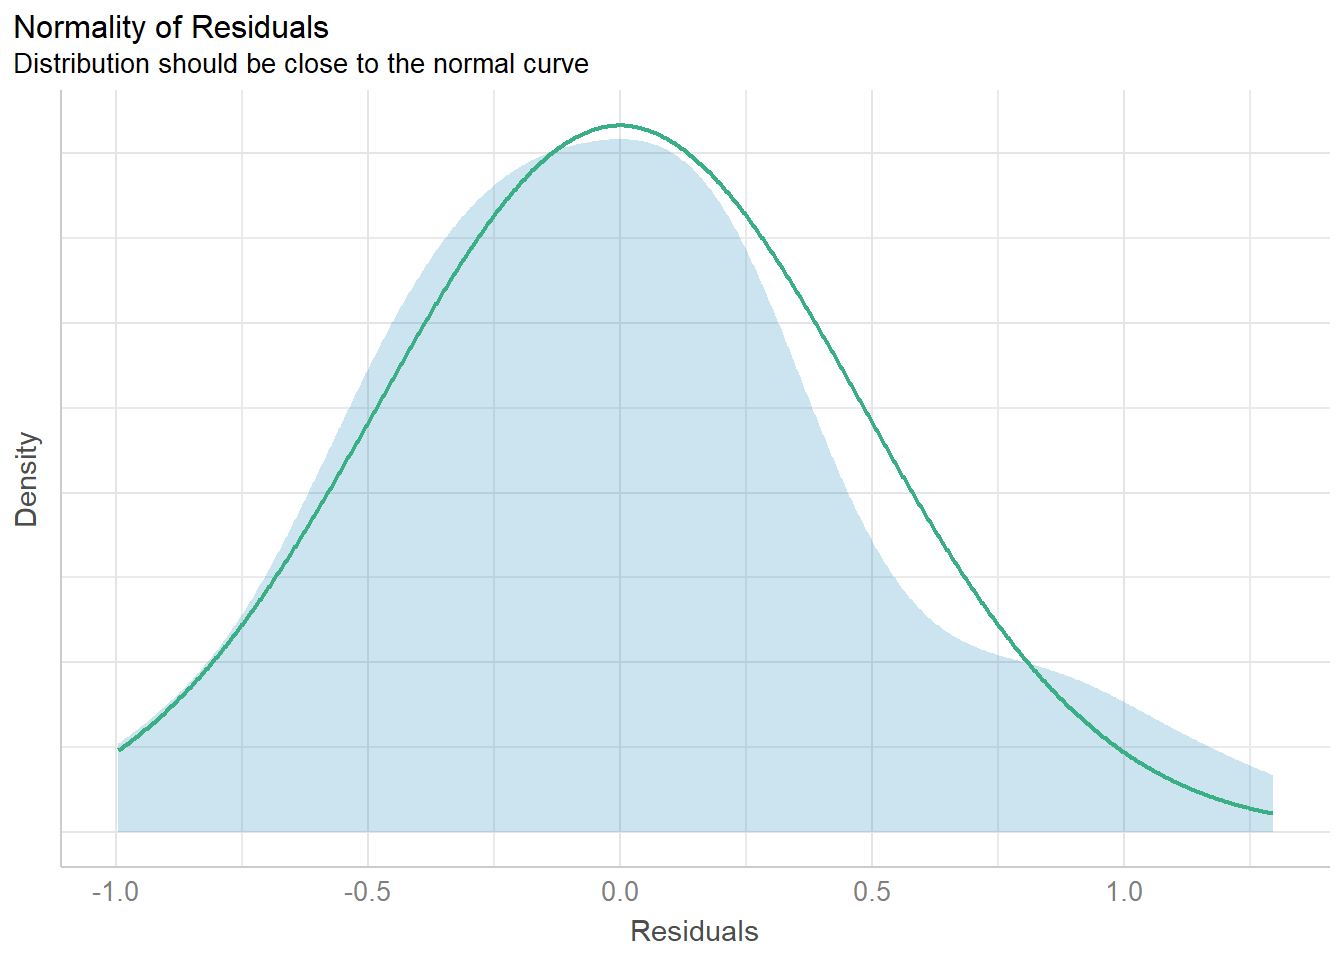 Normality of Residuals
Distribution should be close to the normal curve
Density
-1.0
-0.5
0.0
0.5
1.0
Residuals